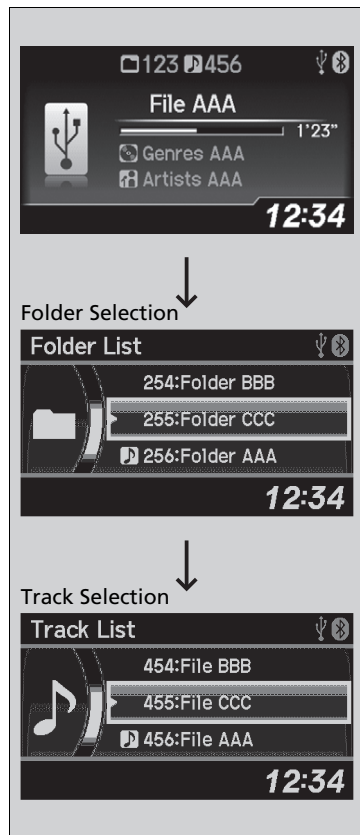 123 456
File AAA
1'23"
Genres AAA
Artists AAA
12:34
Folder Selection
Folder List
254:Folder BBB
255:Folder CCC
256:Folder AAA
12:34
Track Selection
Track List
454:File BBB
455:File CCC
456:File AAA
12:34